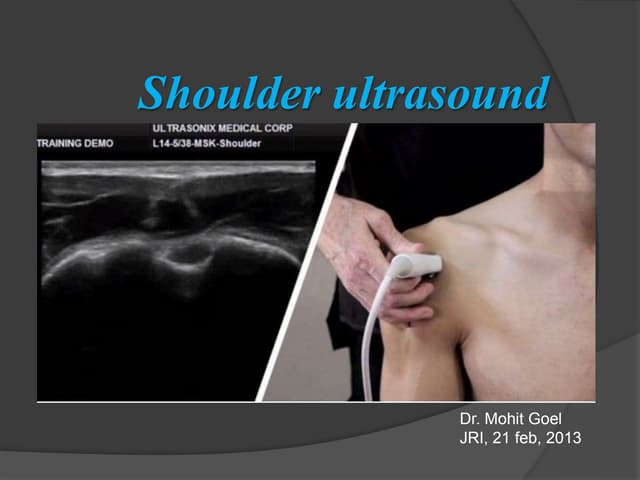 Shoulder ultrasound
ULTRASONIX MEDICAL CORP
TRAINING DEMO L14-5/38-MSK-Shoulder
Dr. Mohit Goel
JRI, 21 feb, 2013